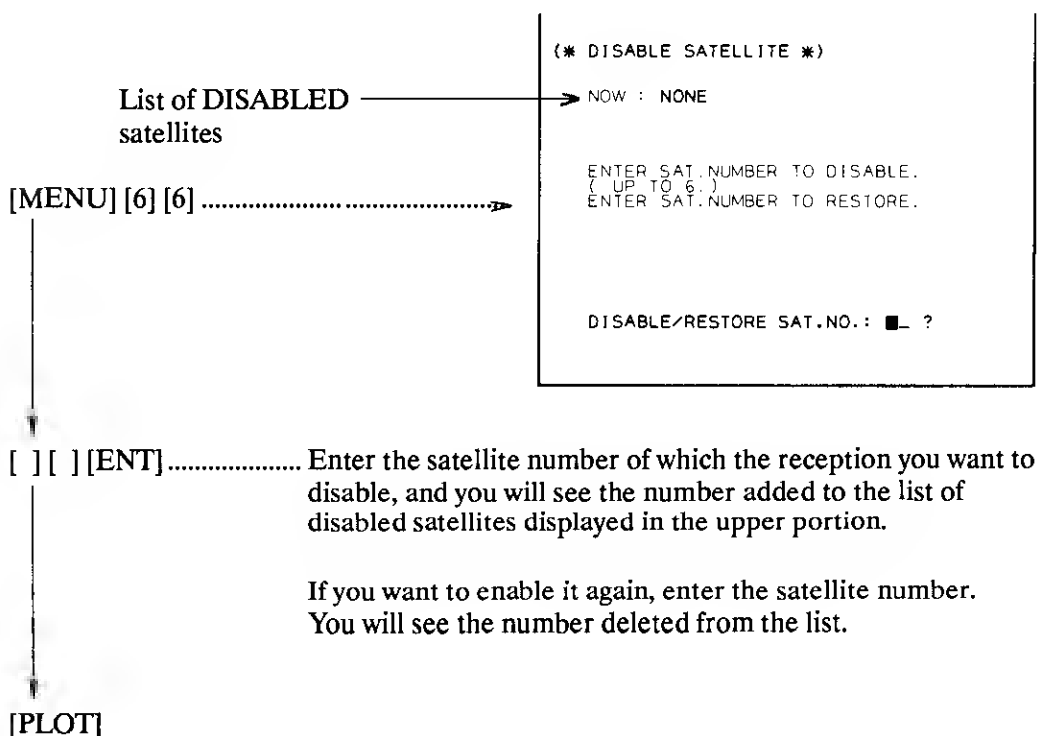 (* DISABLE SATELLITE *)
List of DISABLED
satellites
NOW : NONE
ENTER SAT.NUMBER TO DISABLE.
( UP TO 6.)
ENTER SAT.NUMBER TO RESTORE.
[MENU] [6] [6] ..........................................
DISABLE/RESTORE SAT.NO.: ■_ ?
[ ] [ ] [ENT] ..................... Enter the satellite number of which the reception you want to
disable, and you will see the number added to the list of
disabled satellites displayed in the upper portion.
If you want to enable it again, enter the satellite number.
You will see the number deleted from the list.
[PLOT]